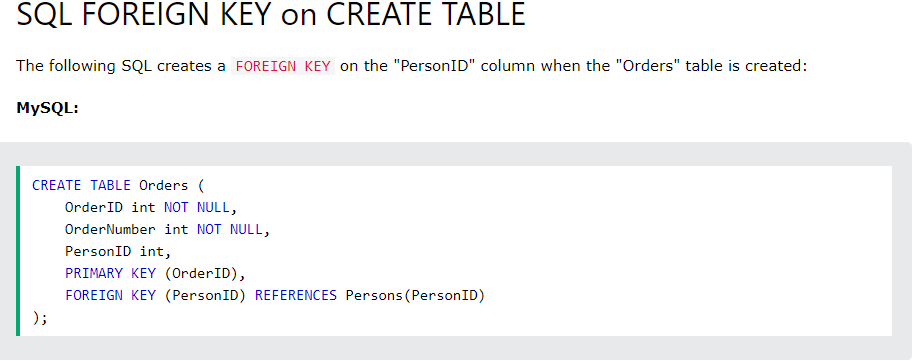 SQL FOREIGN KEY on CREATE TABLE
The following SQL creates a FOREIGN KEY on the "PersonID" column when the "Orders" table is created:
MySQL:
CREATE TABLE Orders (
    OrderID int NOT NULL,
    OrderNumber int NOT NULL,
    PersonID int,
    PRIMARY KEY (OrderID),
    FOREIGN KEY (PersonID) REFERENCES Persons(PersonID)
);